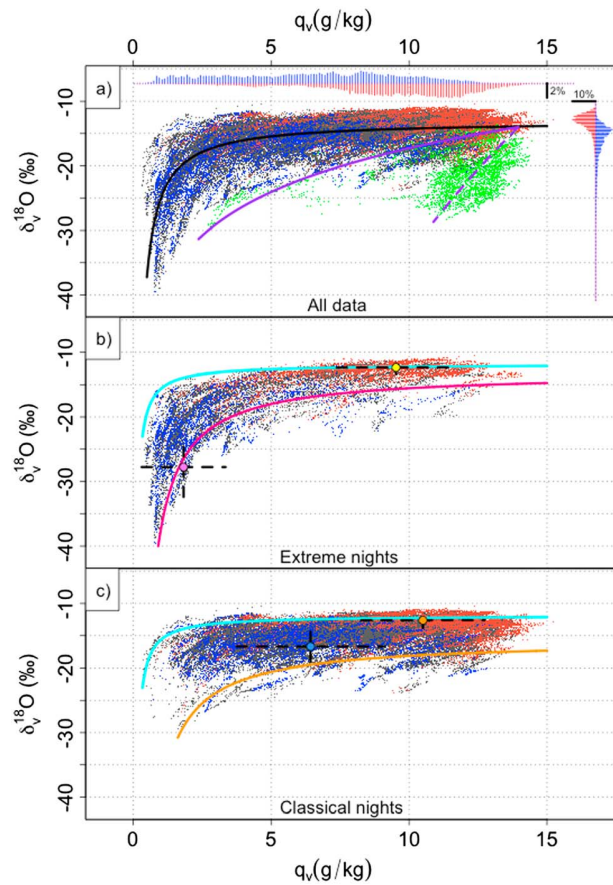 qᵥ(g/kg)
0 5 10 15
a)
2% 10%
-10
-20
-30
-40
δᵥ¹⁸O (‰)
All data
b)
-10
-20
-30
-40
δᵥ¹⁸O (‰)
Extreme nights
c)
-10
-20
-30
-40
δᵥ¹⁸O (‰)
Classical nights
0 5 10 15
qᵥ(g/kg)